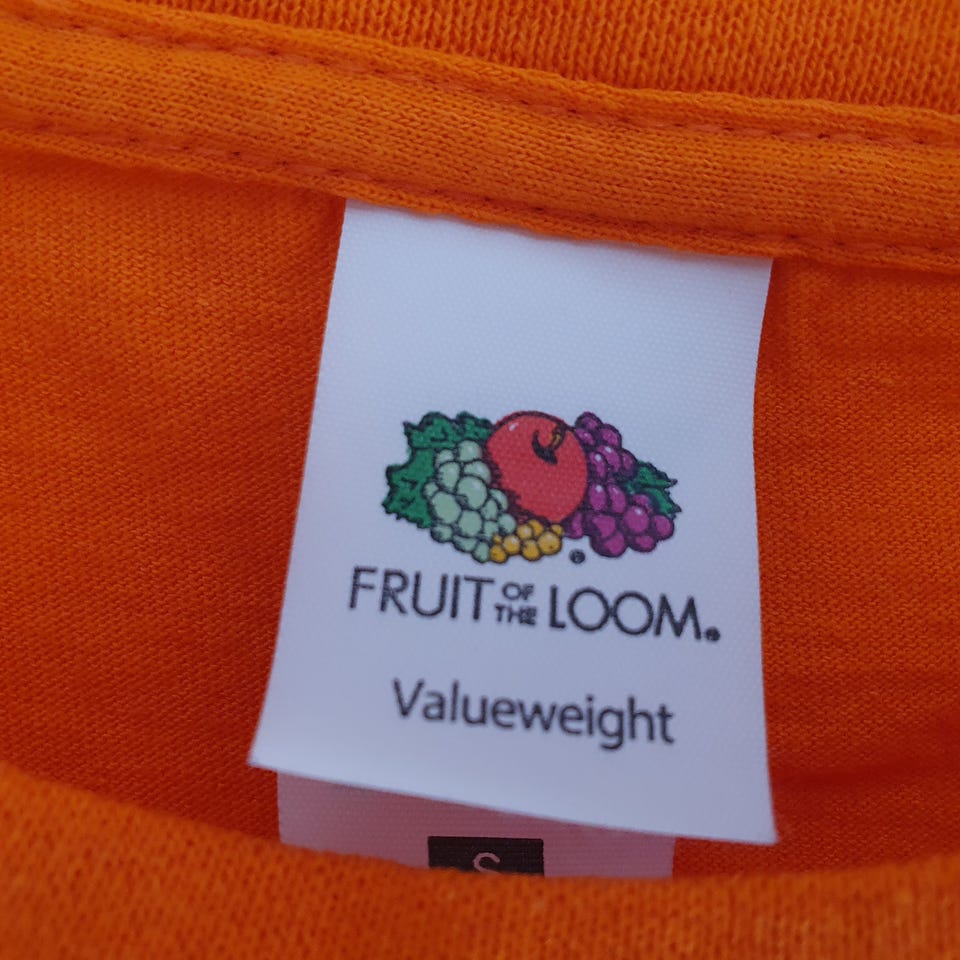 FRUIT OF THE LOOM®
Valueweight
S